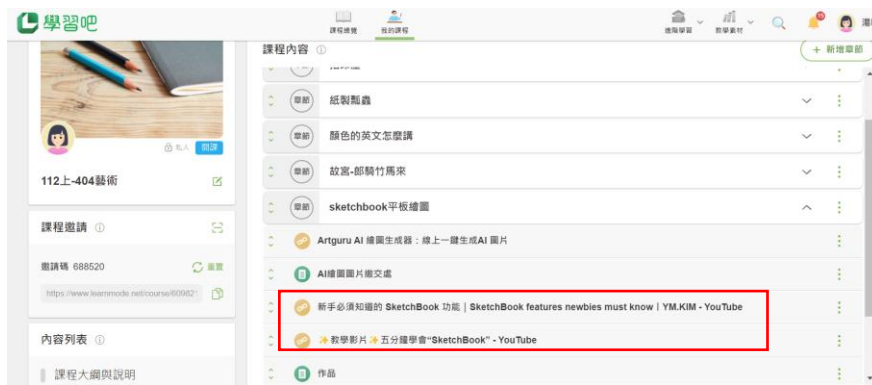 學習吧
課程總覽
我的課程
進階學習
教學素材
課程內容
+ 新增章節
章節 紙製瓢蟲
章節 顏色的英文怎麼講
章節 故宮-郎騎竹馬來
章節 sketchbook平板繪圖
Artguru AI 繪圖生成器：線上一鍵生成AI 圖片
AI繪圖圖片繳交處
新手必須知道的 SketchBook 功能｜SketchBook features newbies must know｜YM.KIM - YouTube
✨教學影片✨五分鐘學會“SketchBook” - YouTube
作品
私人 開課
112上-404藝術
課程邀請
邀請碼 688520 重置
https://www.learnmode.net/course/60982
內容列表
課程大綱與說明